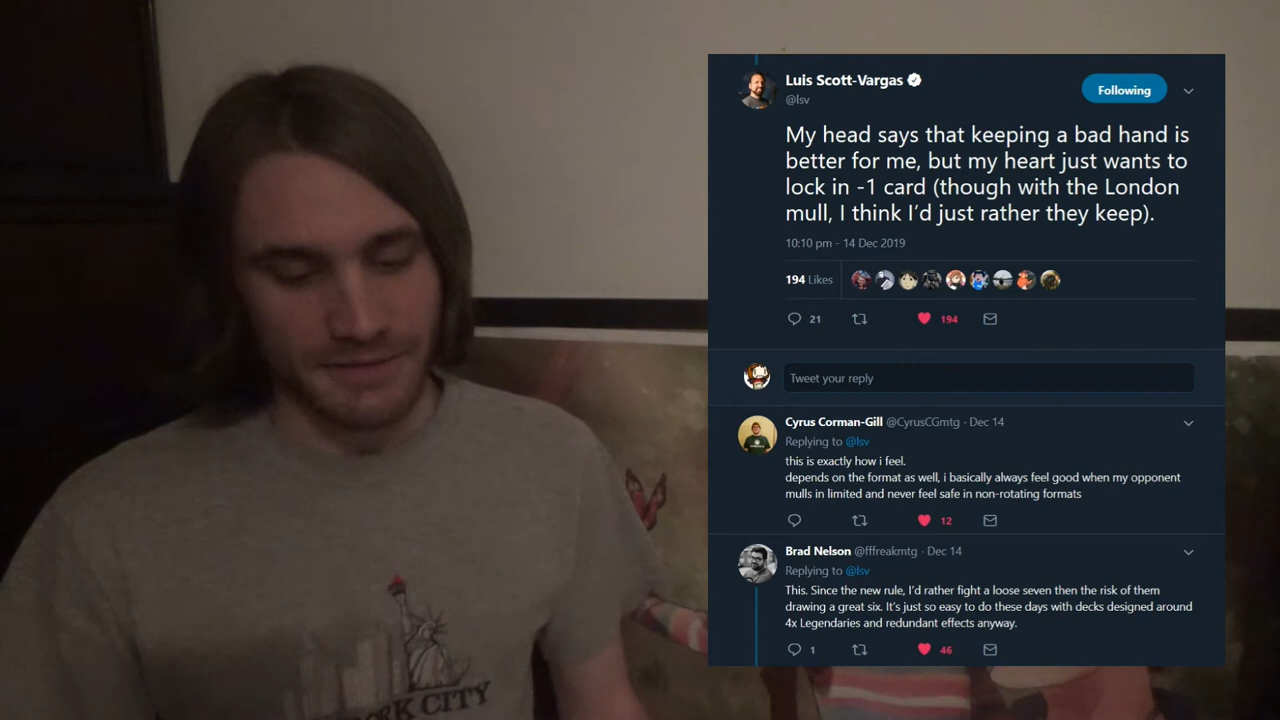 Luis Scott-Vargas
@lsv
Following
My head says that keeping a bad hand is
better for me, but my heart just wants to
lock in -1 card (though with the London
mull, I think I'd just rather they keep).
10:10 pm - 14 Dec 2019
194 Likes
21
194
Tweet your reply
Cyrus Corman-Gill @CyrusCGmtg · Dec 14
Replying to @lsv
this is exactly how i feel.
depends on the format as well, i basically always feel good when my opponent
mulls in limited and never feel safe in non-rotating formats
12
Brad Nelson @fffreakmtg · Dec 14
Replying to @lsv
This. Since the new rule, I'd rather fight a loose seven then the risk of them
drawing a great six. It's just so easy to do these days with decks designed around
4x Legendaries and redundant effects anyway.
1
46
CITY